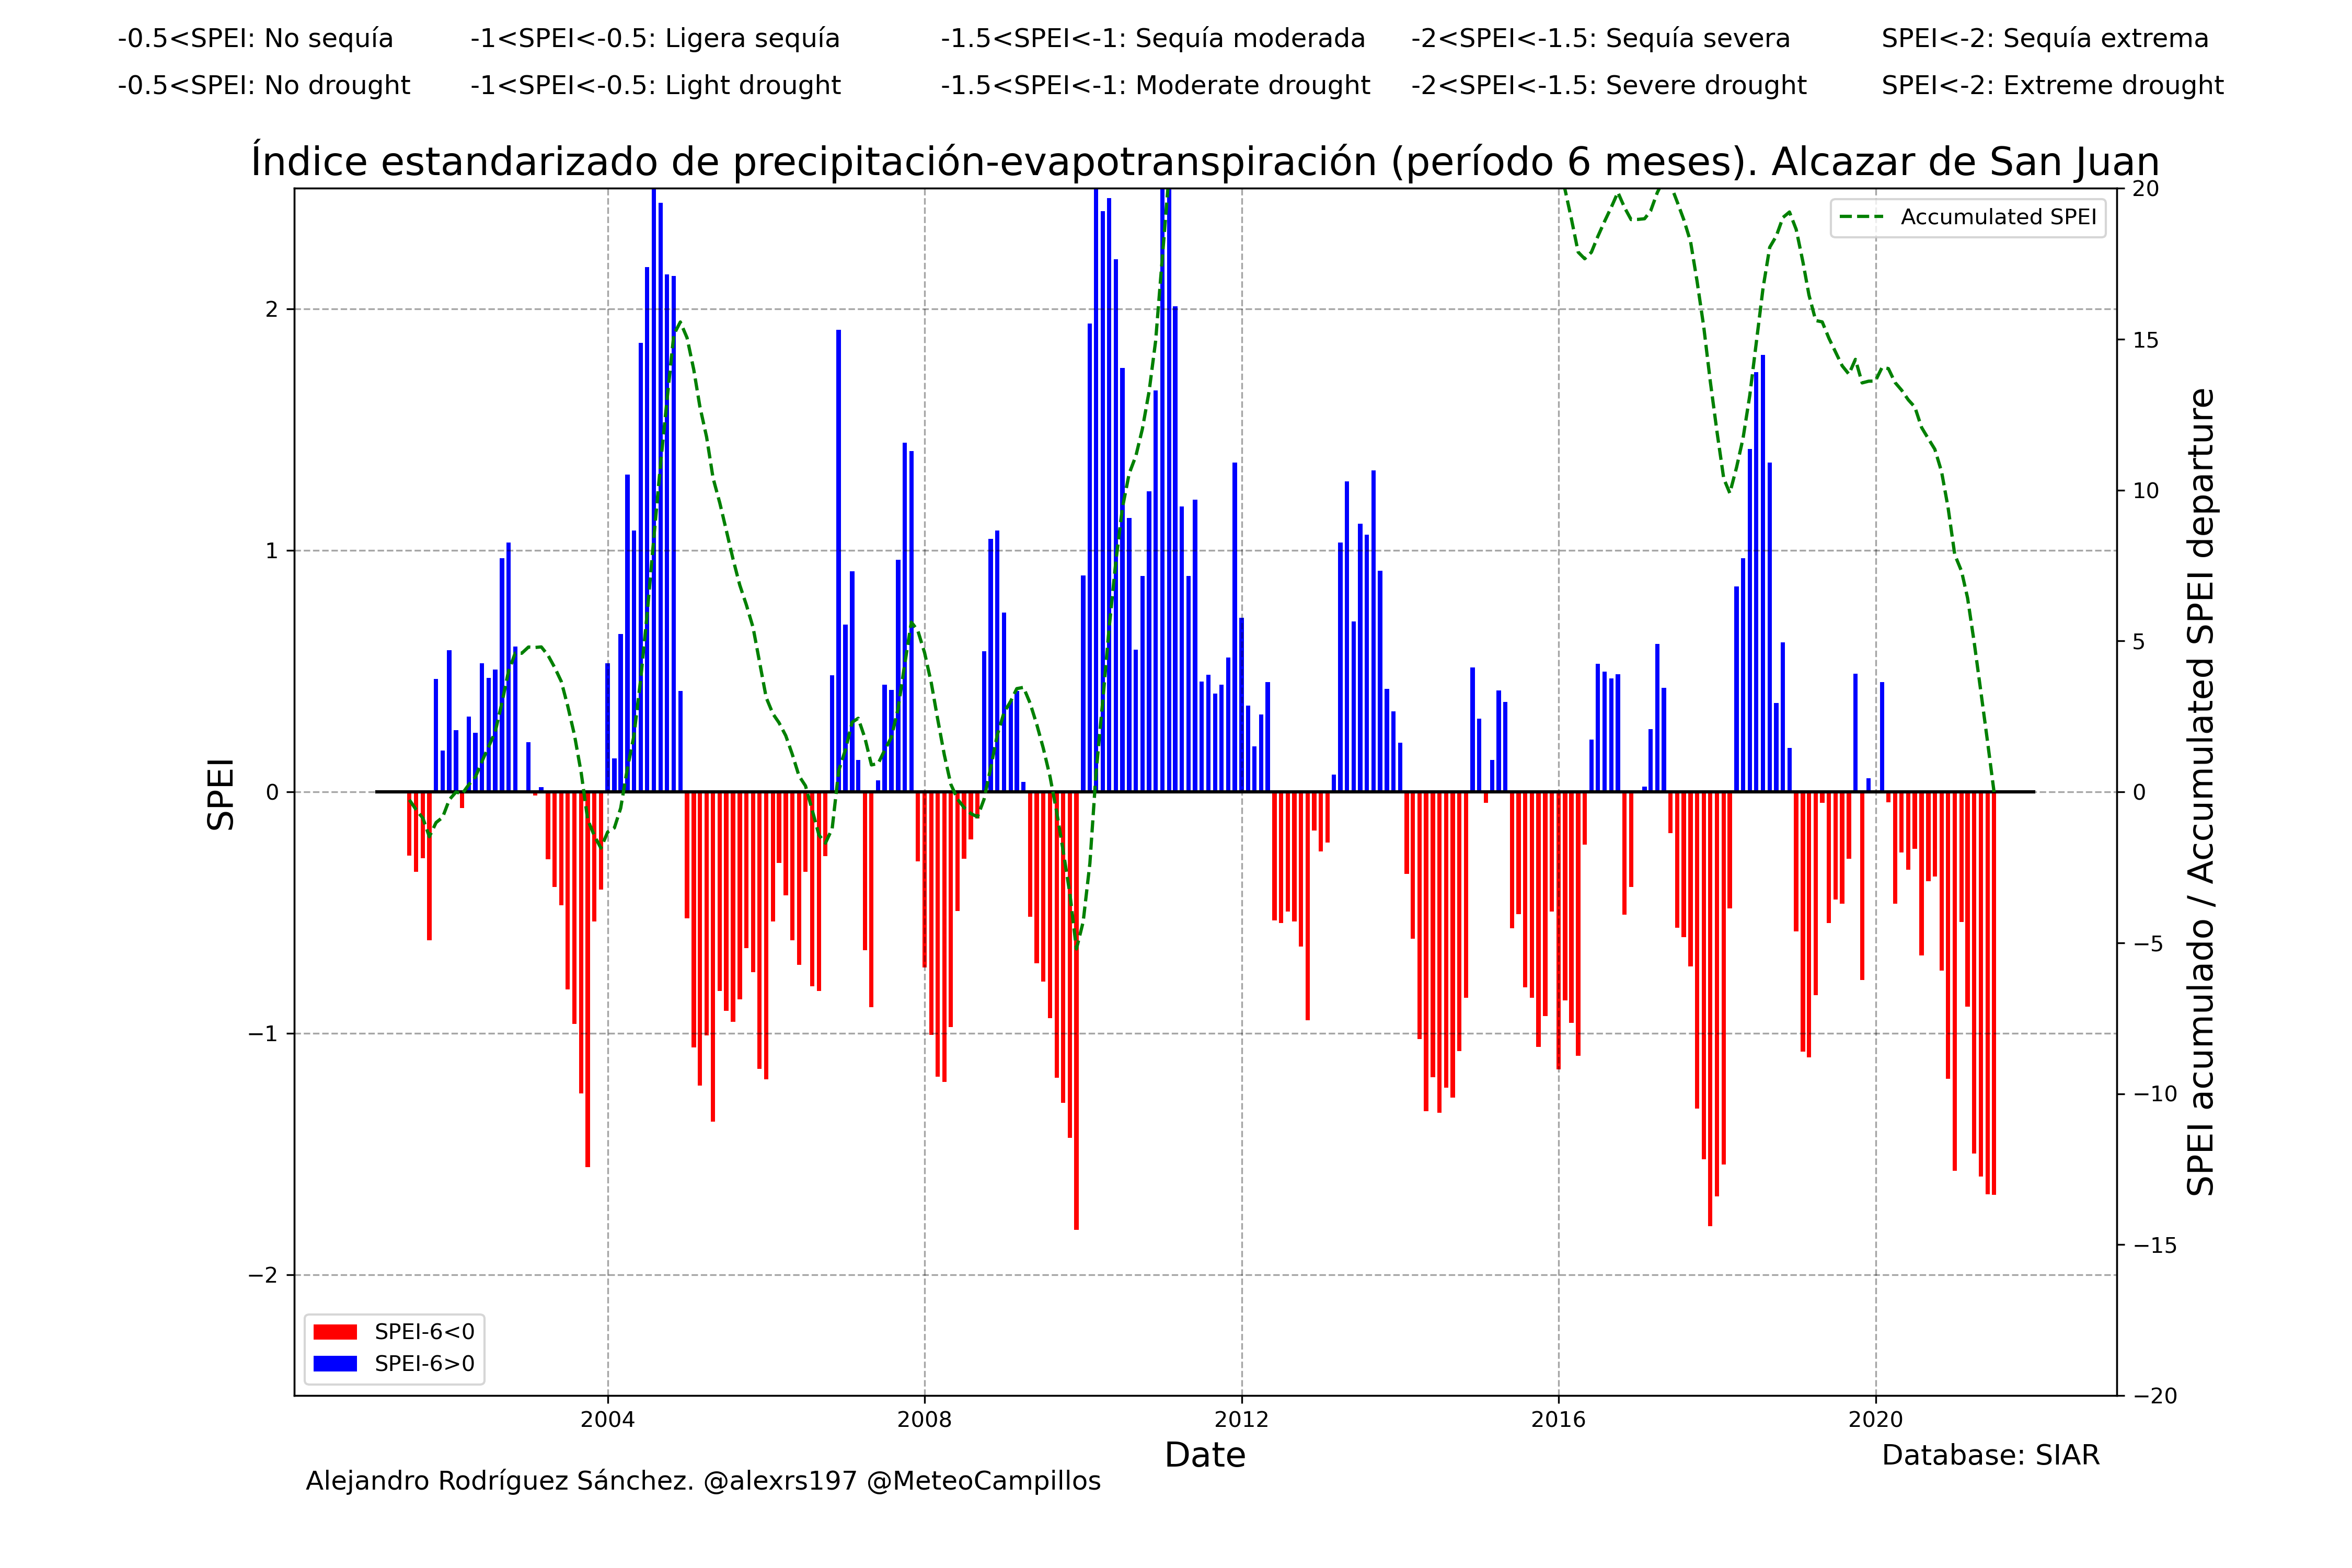 -0.5<SPEI: No sequía -1<SPEI<-0.5: Ligera sequía -1.5<SPEI<-1: Sequía moderada -2<SPEI<-1.5: Sequía severa SPEI<-2: Sequía extrema
-0.5<SPEI: No drought -1<SPEI<-0.5: Light drought -1.5<SPEI<-1: Moderate drought -2<SPEI<-1.5: Severe drought SPEI<-2: Extreme drought
Índice estandarizado de precipitación-evapotranspiración (período 6 meses). Alcazar de San Juan
Accumulated SPEI
SPEI
2
1
0
−1
−2
20
15
10
5
0
−5
−10
−15
−20
SPEI acumulado / Accumulated SPEI departure
SPEI-6<0
SPEI-6>0
2004 2008 2012 2016 2020
Date
Database: SIAR
Alejandro Rodríguez Sánchez. @alexrs197 @MeteoCampillos